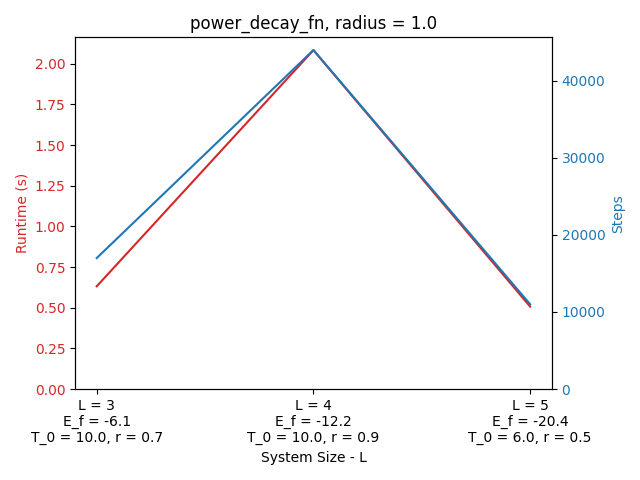 power_decay_fn, radius = 1.0
Runtime (s)
2.00
1.75
1.50
1.25
1.00
0.75
0.50
0.25
0.00
40000
30000
20000
10000
0
Steps
L = 3
E_f = -6.1
T_0 = 10.0, r = 0.7
L = 4
E_f = -12.2
T_0 = 10.0, r = 0.9
L = 5
E_f = -20.4
T_0 = 6.0, r = 0.5
System Size - L